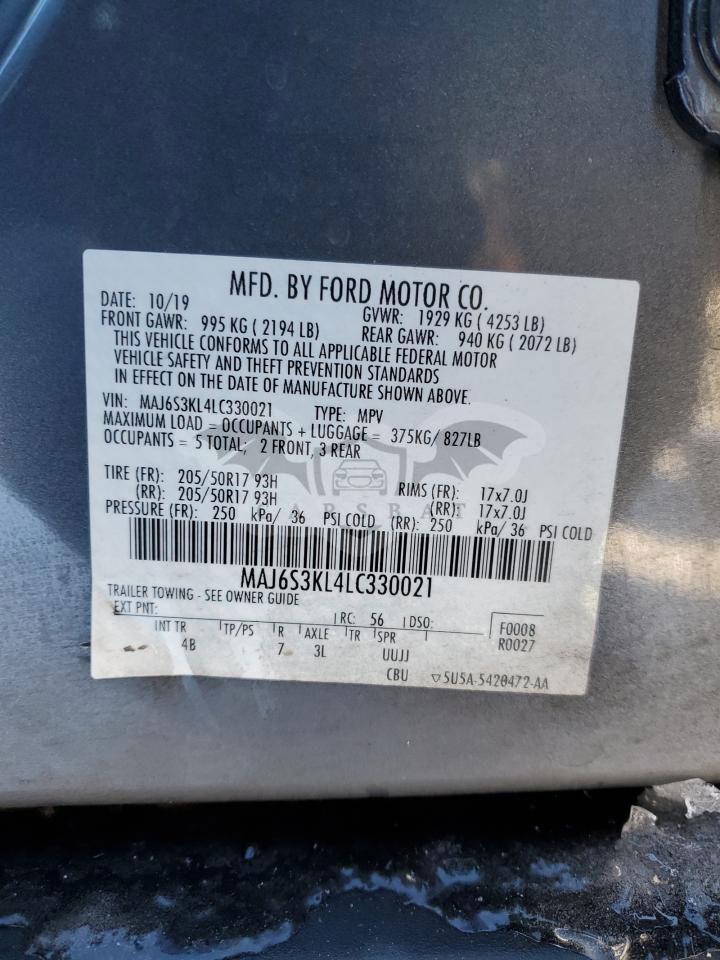 MFD. BY FORD MOTOR CO.
DATE: 10/19 GVWR: 1929 KG ( 4253 LB)
FRONT GAWR: 995 KG ( 2194 LB) REAR GAWR: 940 KG ( 2072 LB)
THIS VEHICLE CONFORMS TO ALL APPLICABLE FEDERAL MOTOR
VEHICLE SAFETY AND THEFT PREVENTION STANDARDS
IN EFFECT ON THE DATE OF MANUFACTURE SHOWN ABOVE.
VIN: MAJ6S3KL4LC330021 TYPE: MPV
MAXIMUM LOAD = OCCUPANTS + LUGGAGE = 375KG/ 827LB
OCCUPANTS = 5 TOTAL, 2 FRONT, 3 REAR
TIRE (FR): 205/50R17 93H RIMS (FR): 17x7.0J
(RR): 205/50R17 93H (RR): 17x7.0J
CARSBAT
PRESSURE (FR): 250 kPa/ 36 PSI COLD (RR): 250 kPa/ 36 PSI COLD
MAJ6S3KL4LC330021
TRAILER TOWING - SEE OWNER GUIDE
EXT PNT: RC: 56 DSO: F0008
INT TR TP/PS R AXLE TR SPR R0027
4B 7 3L UUJJ
CBU ▽5U5A-5420472-AA